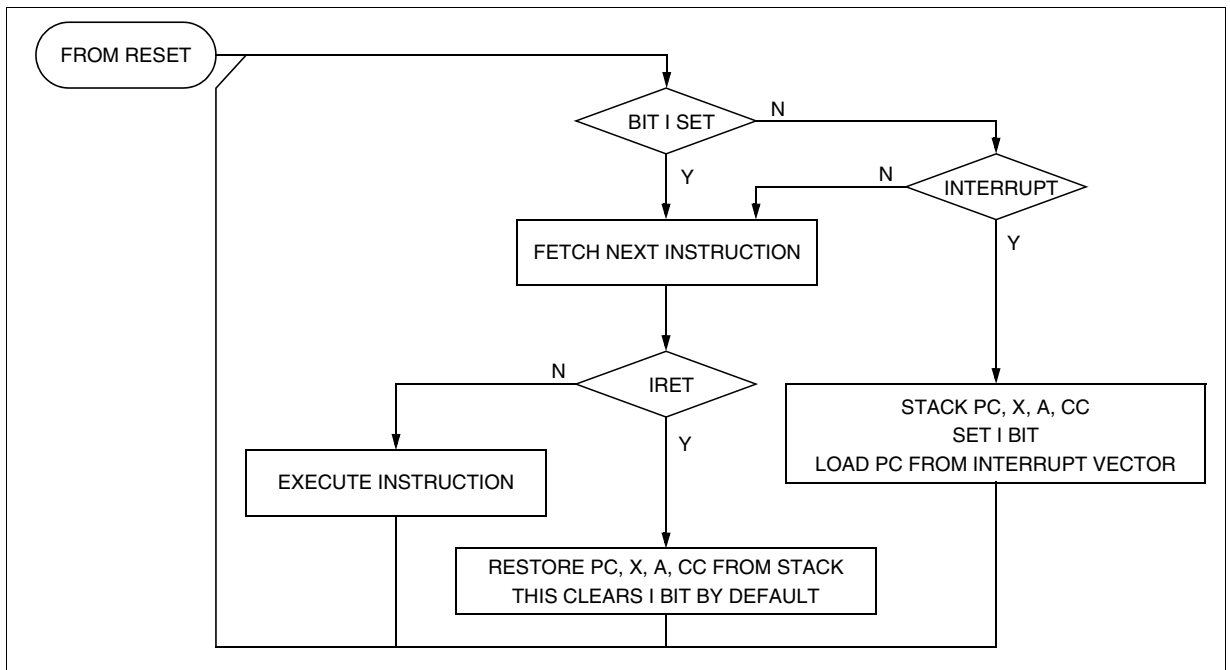 FROM RESET
BIT I SET
N
Y
N
INTERRUPT
Y
FETCH NEXT INSTRUCTION
N
IRET
Y
STACK PC, X, A, CC
SET I BIT
LOAD PC FROM INTERRUPT VECTOR
EXECUTE INSTRUCTION
RESTORE PC, X, A, CC FROM STACK
THIS CLEARS I BIT BY DEFAULT